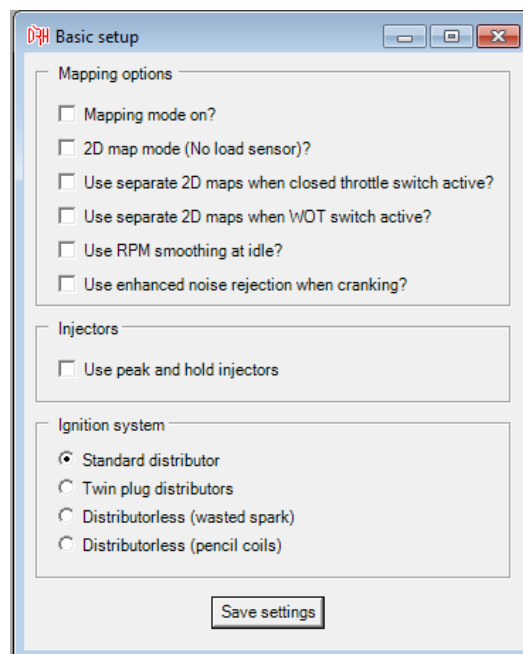 DRH Basic setup
Mapping options
Mapping mode on?
2D map mode (No load sensor)?
Use separate 2D maps when closed throttle switch active?
Use separate 2D maps when WOT switch active?
Use RPM smoothing at idle?
Use enhanced noise rejection when cranking?
Injectors
Use peak and hold injectors
Ignition system
Standard distributor
Twin plug distributors
Distributorless (wasted spark)
Distributorless (pencil coils)
Save settings